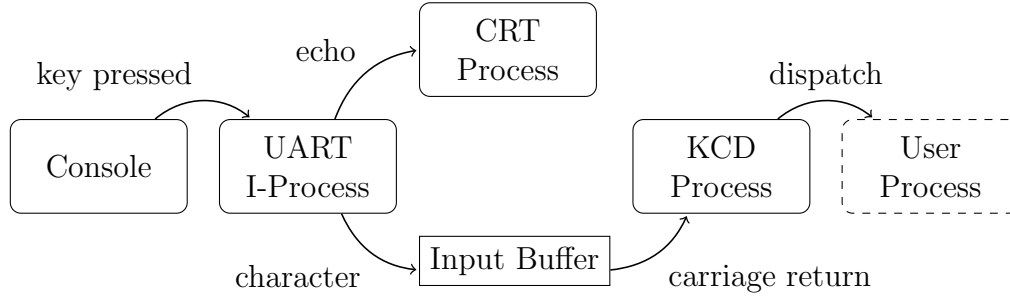 CRT
Process
echo
key pressed
dispatch
Console
UART
I-Process
KCD
Process
User
Process
Input Buffer
character
carriage return